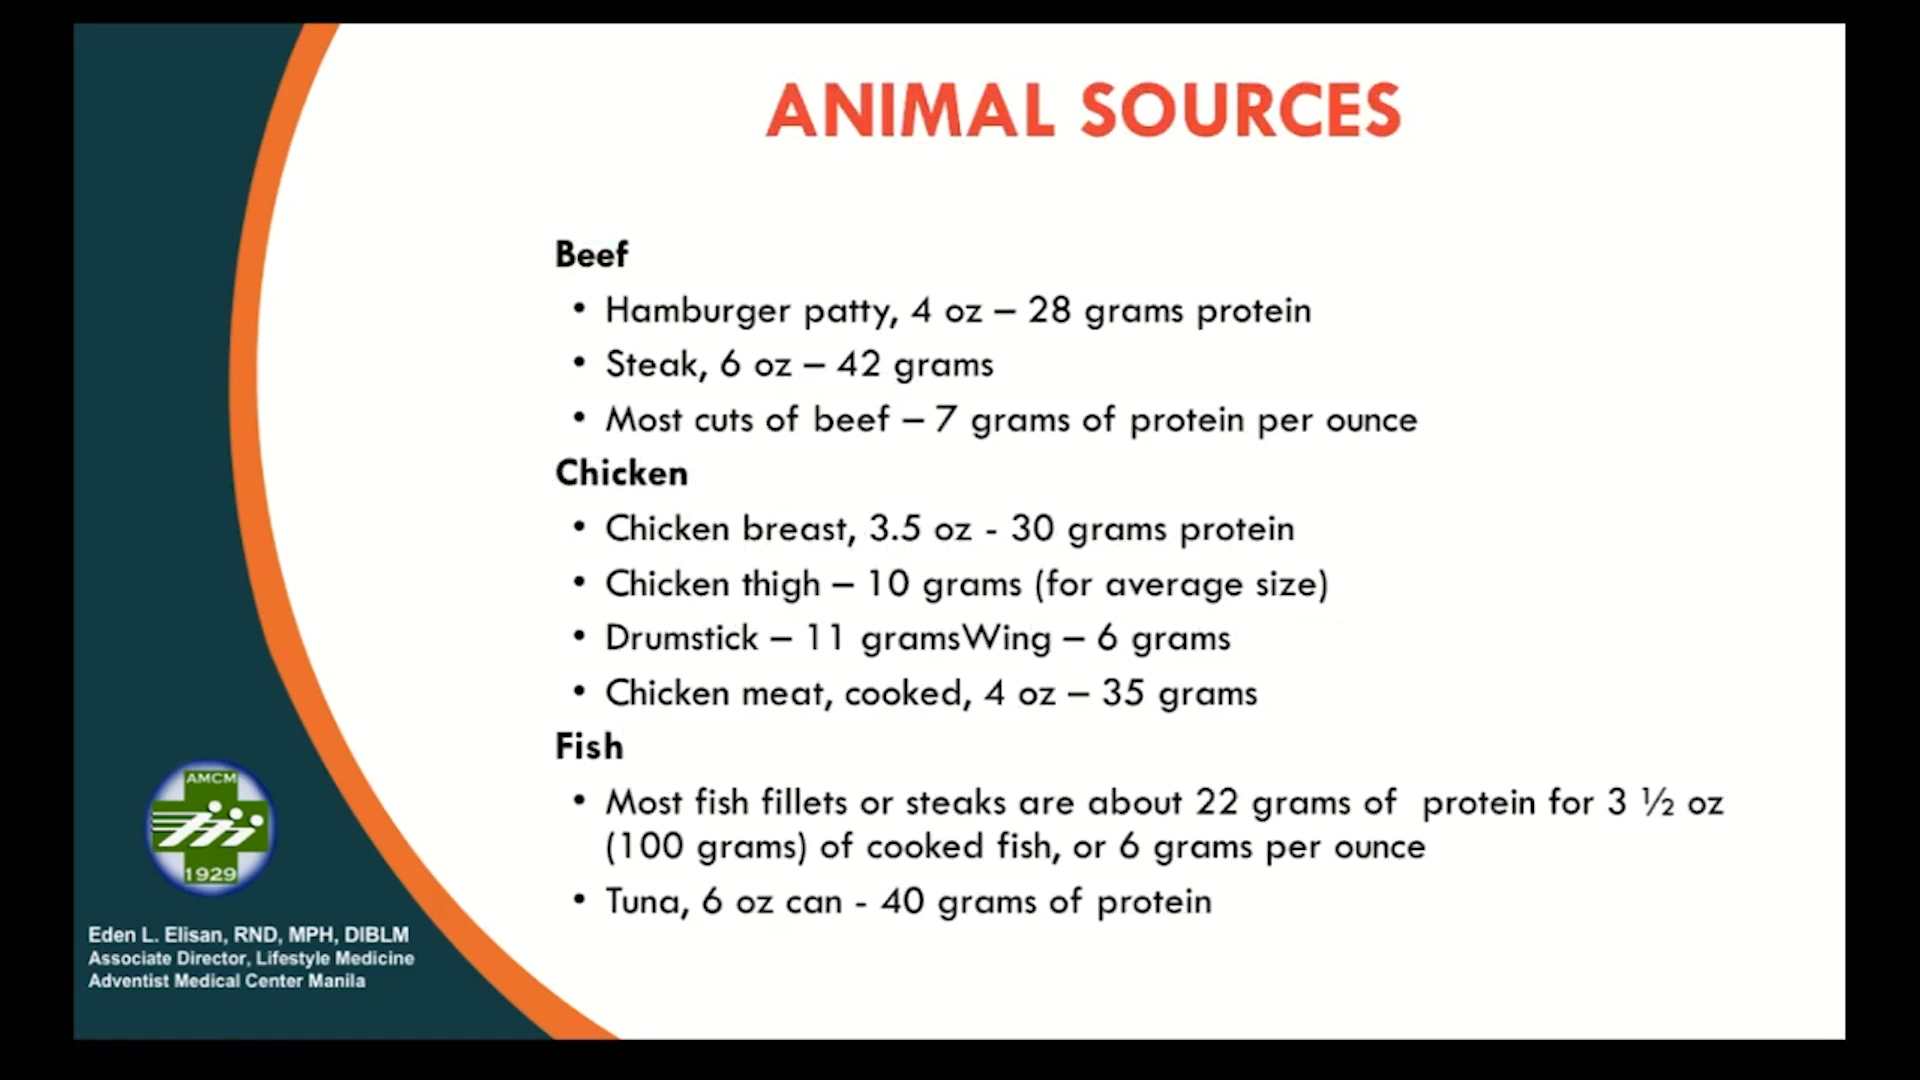 ANIMAL SOURCES
Beef
• Hamburger patty, 4 oz – 28 grams protein
• Steak, 6 oz – 42 grams
• Most cuts of beef – 7 grams of protein per ounce
Chicken
• Chicken breast, 3.5 oz - 30 grams protein
• Chicken thigh – 10 grams (for average size)
• Drumstick – 11 gramsWing – 6 grams
• Chicken meat, cooked, 4 oz – 35 grams
Fish
• Most fish fillets or steaks are about 22 grams of  protein for 3 ½ oz
(100 grams) of cooked fish, or 6 grams per ounce
• Tuna, 6 oz can - 40 grams of protein
AMCM
1929
Eden L. Elisan, RND, MPH, DIBLM
Associate Director, Lifestyle Medicine
Adventist Medical Center Manila